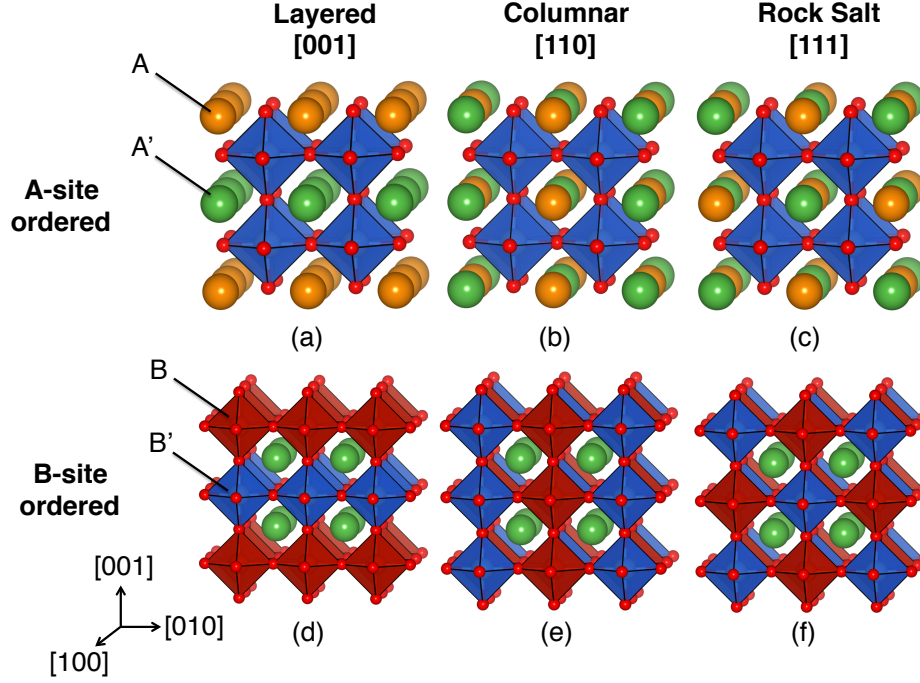 Layered
[001]
Columnar
[110]
Rock Salt
[111]
A
A'
A-site
ordered
(a)
(b)
(c)
B
B'
B-site
ordered
[001]
[010]
[100]
(d)
(e)
(f)